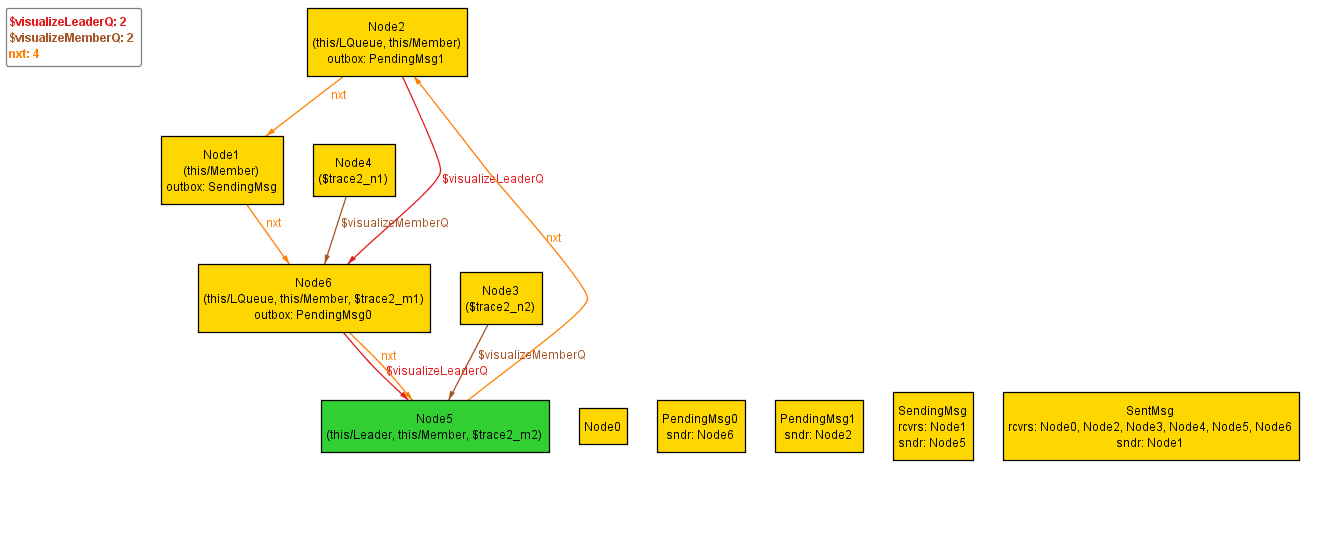 $visualizeLeaderQ: 2
$visualizeMemberQ: 2
nxt: 4
Node2
(this/LQueue, this/Member)
outbox: PendingMsg1
nxt
Node1
(this/Member)
outbox: SendingMsg
Node4
($trace2_n1)
$visualizeLeaderQ
nxt
$visualizeMemberQ
nxt
Node6
(this/LQueue, this/Member, $trace2_m1)
outbox: PendingMsg0
Node3
($trace2_n2)
nxt
$visualizeMemberQ
$visualizeLeaderQ
Node5
(this/Leader, this/Member, $trace2_m2)
Node0
PendingMsg0
sndr: Node6
PendingMsg1
sndr: Node2
SendingMsg
rcvrs: Node1
sndr: Node5
SentMsg
rcvrs: Node0, Node2, Node3, Node4, Node5, Node6
sndr: Node1